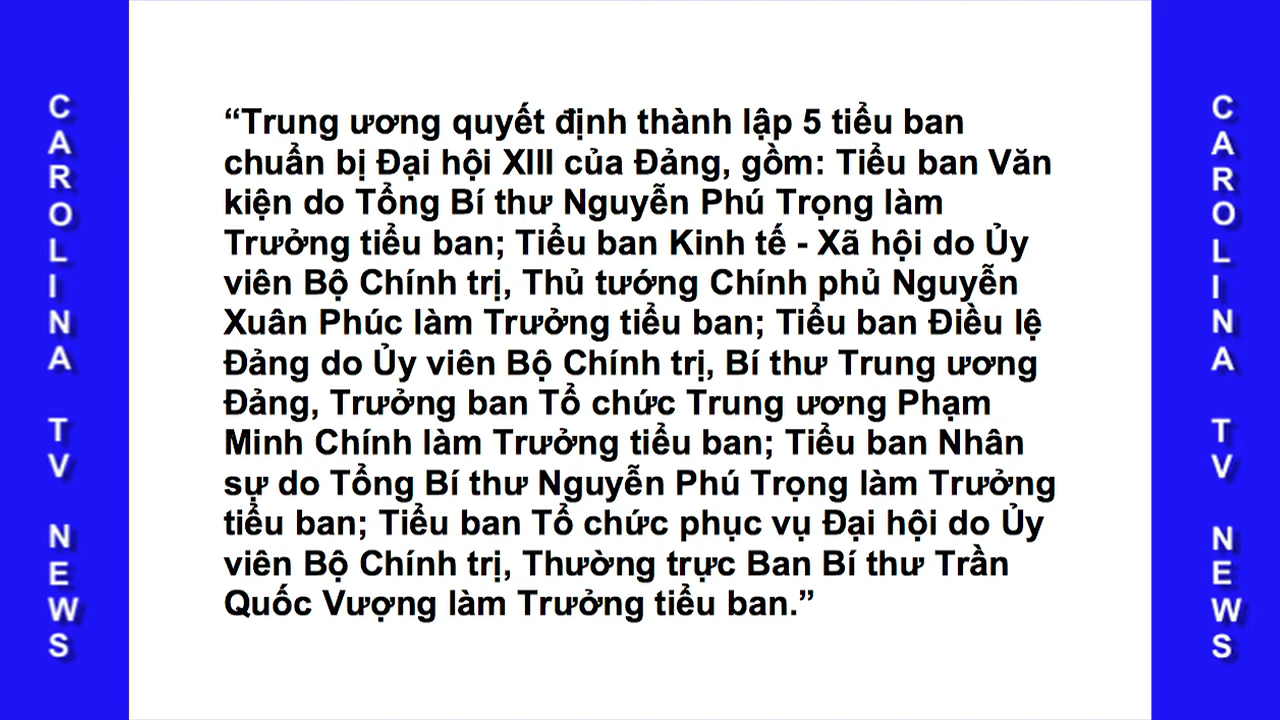 CAROLINA TV NEWS
“Trung ương quyết định thành lập 5 tiểu ban
chuẩn bị Đại hội XIII của Đảng, gồm: Tiểu ban Văn
kiện do Tổng Bí thư Nguyễn Phú Trọng làm
Trưởng tiểu ban; Tiểu ban Kinh tế - Xã hội do Ủy
viên Bộ Chính trị, Thủ tướng Chính phủ Nguyễn
Xuân Phúc làm Trưởng tiểu ban; Tiểu ban Điều lệ
Đảng do Ủy viên Bộ Chính trị, Bí thư Trung ương
Đảng, Trưởng ban Tổ chức Trung ương Phạm
Minh Chính làm Trưởng tiểu ban; Tiểu ban Nhân
sự do Tổng Bí thư Nguyễn Phú Trọng làm Trưởng
tiểu ban; Tiểu ban Tổ chức phục vụ Đại hội do Ủy
viên Bộ Chính trị, Thường trực Ban Bí thư Trần
Quốc Vượng làm Trưởng tiểu ban.”
CAROLINA TV NEWS